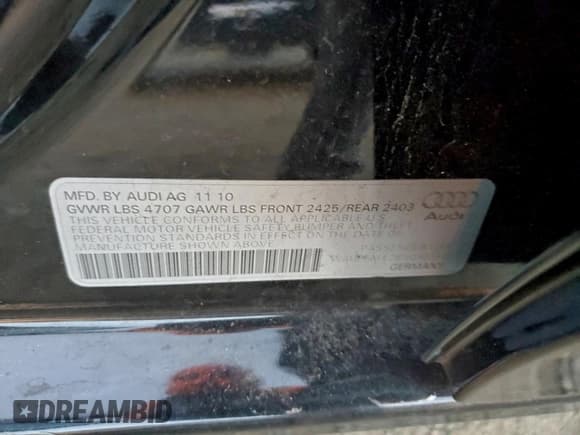 MFD. BY AUDI AG 11 10
GVWR LBS 4707 GAWR LBS FRONT 2425/REAR 2403
THIS VEHICLE CONFORMS TO ALL APPLICABLE U.S.
FEDERAL MOTOR VEHICLE SAFETY BUMPER AND THEFT
PREVENTION STANDARDS IN EFFECT ON THE DATE OF
MANUFACTURE SHOWN ABOVE.
Audi
GERMANY
DREAMBID